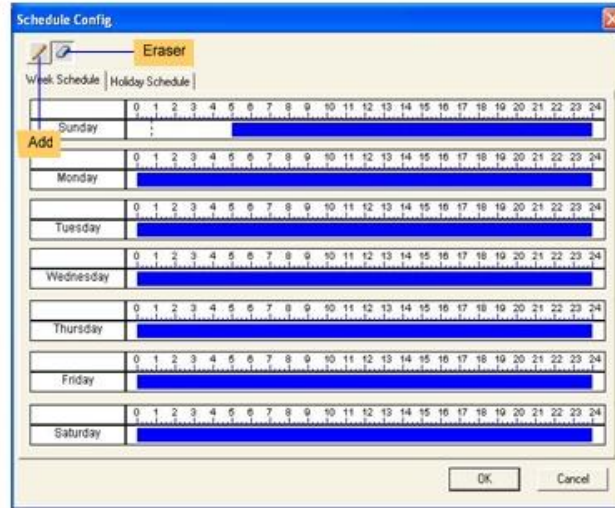 Schedule Config
Eraser
Week Schedule Holiday Schedule
0 1 2 3 4 5 6 7 8 9 10 11 12 13 14 15 16 17 18 19 20 21 22 23 24
Sunday
Add
0 1 2 3 4 5 6 7 8 9 10 11 12 13 14 15 16 17 18 19 20 21 22 23 24
Monday
0 1 2 3 4 5 6 7 8 9 10 11 12 13 14 15 16 17 18 19 20 21 22 23 24
Tuesday
0 1 2 3 4 5 6 7 8 9 10 11 12 13 14 15 16 17 18 19 20 21 22 23 24
Wednesday
0 1 2 3 4 5 6 7 8 9 10 11 12 13 14 15 16 17 18 19 20 21 22 23 24
Thursday
0 1 2 3 4 5 6 7 8 9 10 11 12 13 14 15 16 17 18 19 20 21 22 23 24
Friday
0 1 2 3 4 5 6 7 8 9 10 11 12 13 14 15 16 17 18 19 20 21 22 23 24
Saturday
OK Cancel